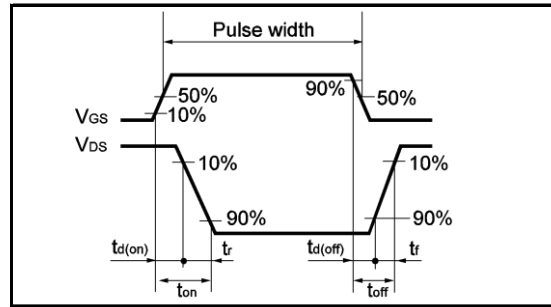 Pulse width
90%
50% 50%
VGS 10%
VDS
10% 10%
90% 90%
td(on) tr td(off) tf
ton toff